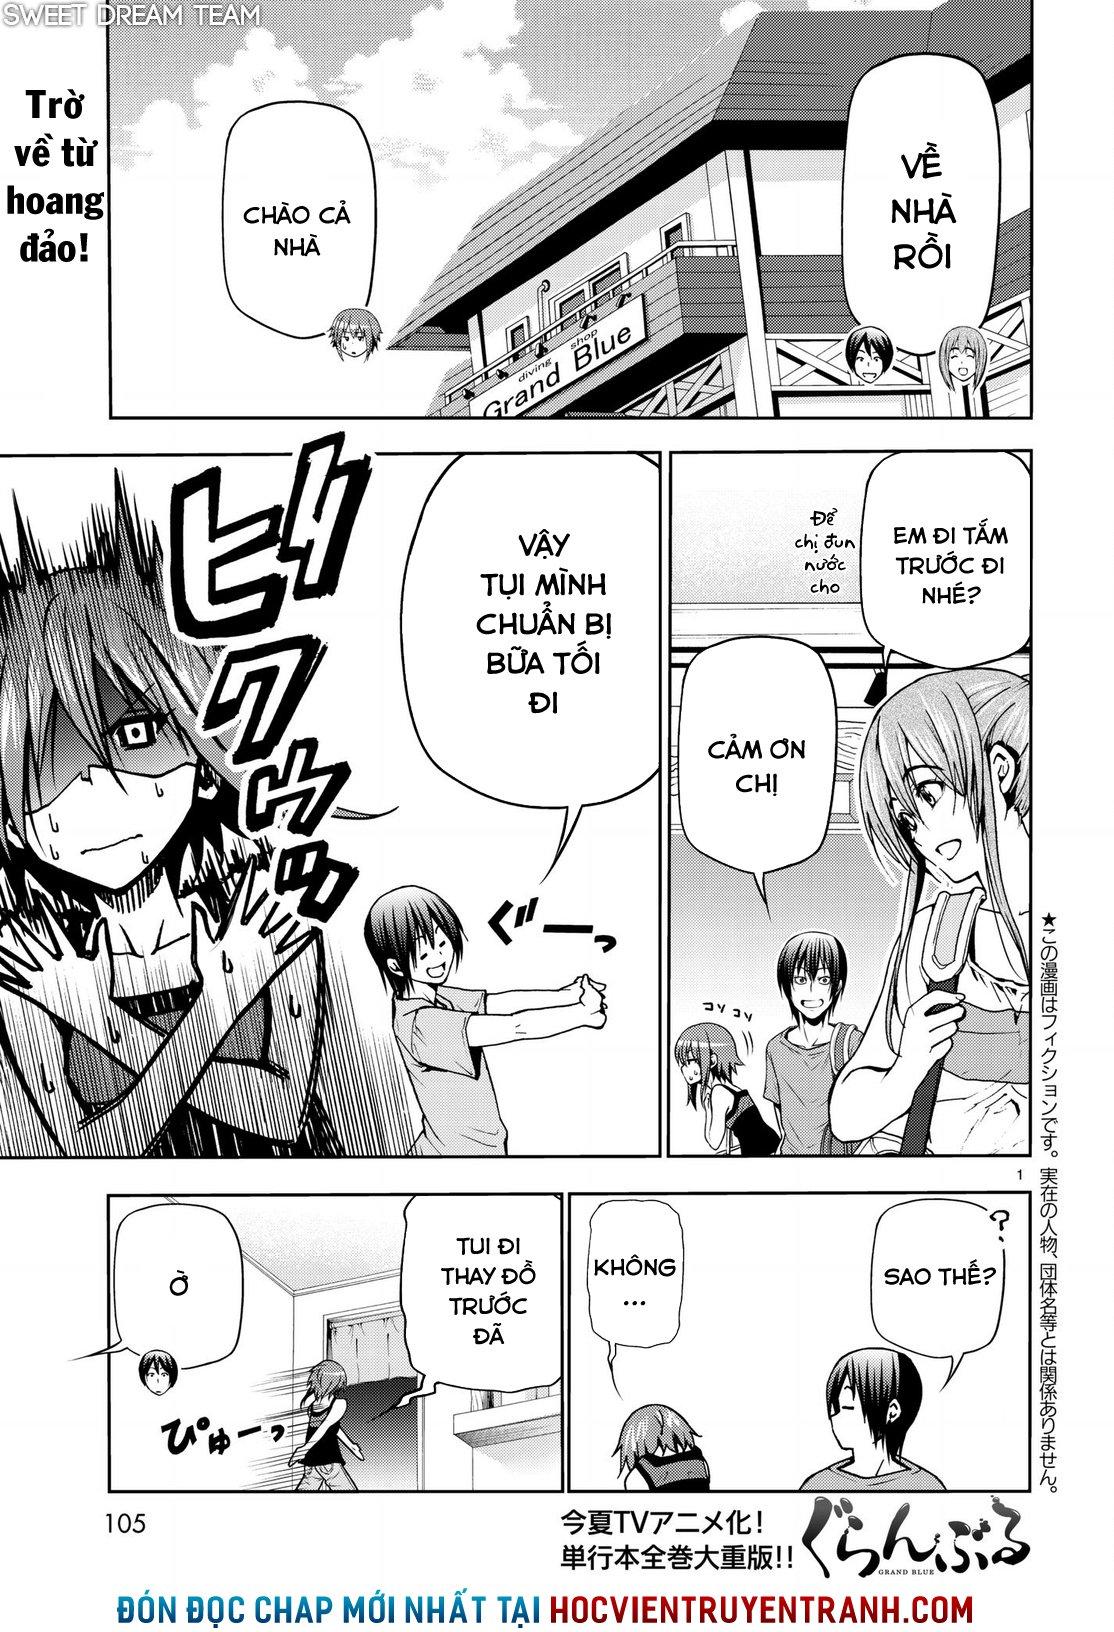 SWEET DREAM TEAM
Trờ
về từ
hoang
đảo!
VỀ
NHÀ
RỒI
CHÀO CẢ
NHÀ
diving shop
Grand Blue
EM ĐI TẮM
TRƯỚC ĐI
NHÉ?
Để
chị đun
nước
cho
CẢM ƠN
CHỊ
コソ
コソ
VẬY
TỤI MÌNH
CHUẨN BỊ
BỮA TỐI
ĐI
ぐーっ
ビクゥッ
★この漫画はフィクションです。実在の人物、団体名等とは関係ありません。
1
?
SAO THẾ?
KHÔNG
...
TUI ĐI
THAY ĐỒ
TRƯỚC
ĐÃ
Ờ
ぴゅーっ
105
今夏TVアニメ化!
単行本全巻大重版!!
ぐらんぶる
GRAND BLUE
ĐÓN ĐỌC CHAP MỚI NHẤT TẠI HOCVIENTRUYENTRANH.COM